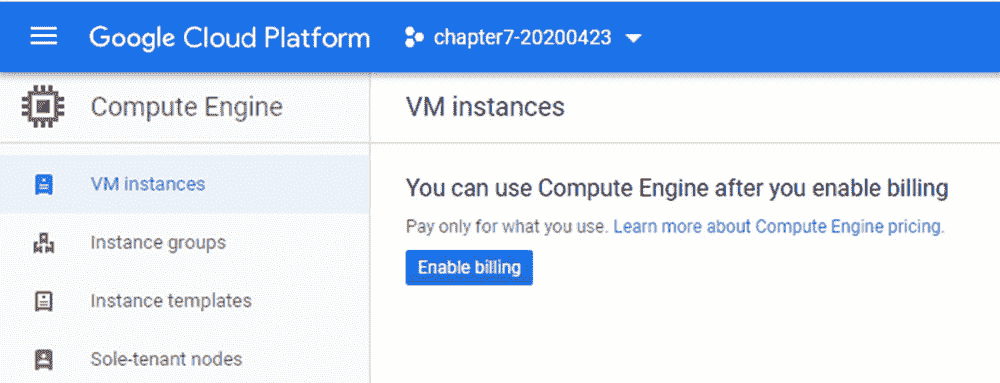 Google Cloud Platform
chapter7-20200423
Compute Engine
VM instances
Instance groups
Instance templates
Sole-tenant nodes
VM instances
You can use Compute Engine after you enable billing
Pay only for what you use. Learn more about Compute Engine pricing.
Enable billing